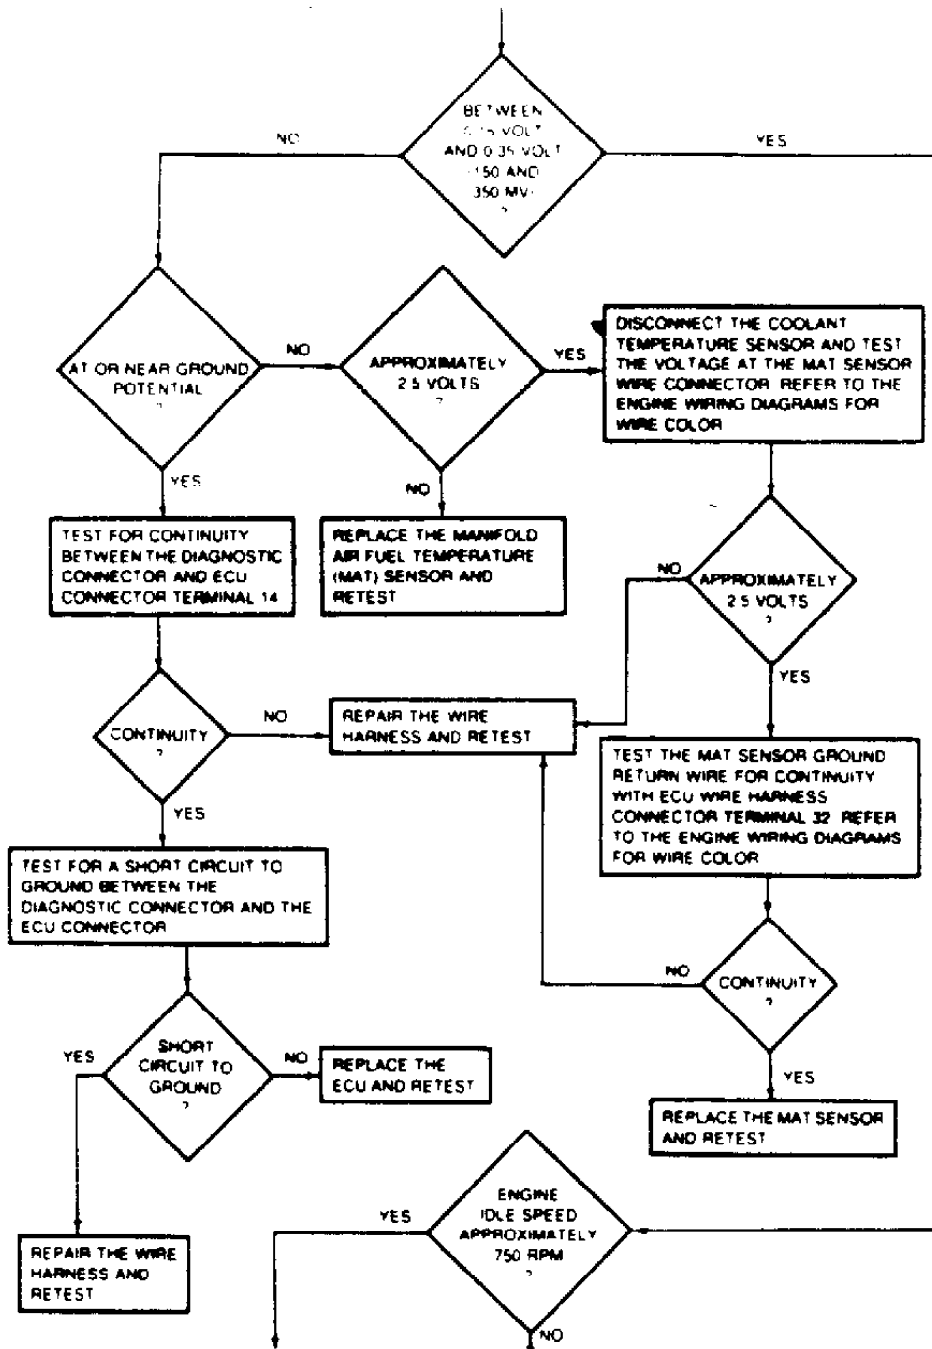 BETWEEN
VOLT
AND 0.35 VOLT
150 AND
350 MV
?
NO
YES
AT OR NEAR GROUND
POTENTIAL
?
NO
APPROXIMATELY
2.5 VOLTS
?
YES
DISCONNECT THE COOLANT
TEMPERATURE SENSOR AND TEST
THE VOLTAGE AT THE MAT SENSOR
WIRE CONNECTOR REFER TO THE
ENGINE WIRING DIAGRAMS FOR
WIRE COLOR
YES
NO
TEST FOR CONTINUITY
BETWEEN THE DIAGNOSTIC
CONNECTOR AND ECU
CONNECTOR TERMINAL 14
REPLACE THE MANIFOLD
AIR FUEL TEMPERATURE
(MAT) SENSOR AND
RETEST
NO
APPROXIMATELY
2.5 VOLTS
?
YES
CONTINUITY
?
NO
REPAIR THE WIRE
HARNESS AND RETEST
YES
TEST THE MAT SENSOR GROUND
RETURN WIRE FOR CONTINUITY
WITH ECU WIRE HARNESS
CONNECTOR TERMINAL 32 REFER
TO THE ENGINE WIRING DIAGRAMS
FOR WIRE COLOR
TEST FOR A SHORT CIRCUIT TO
GROUND BETWEEN THE
DIAGNOSTIC CONNECTOR AND THE
ECU CONNECTOR
NO
CONTINUITY
?
YES
SHORT
CIRCUIT TO
GROUND
?
YES
NO
REPLACE THE
ECU AND RETEST
REPLACE THE MAT SENSOR
AND RETEST
REPAIR THE WIRE
HARNESS AND
RETEST
YES
ENGINE
IDLE SPEED
APPROXIMATELY
750 RPM
?
NO